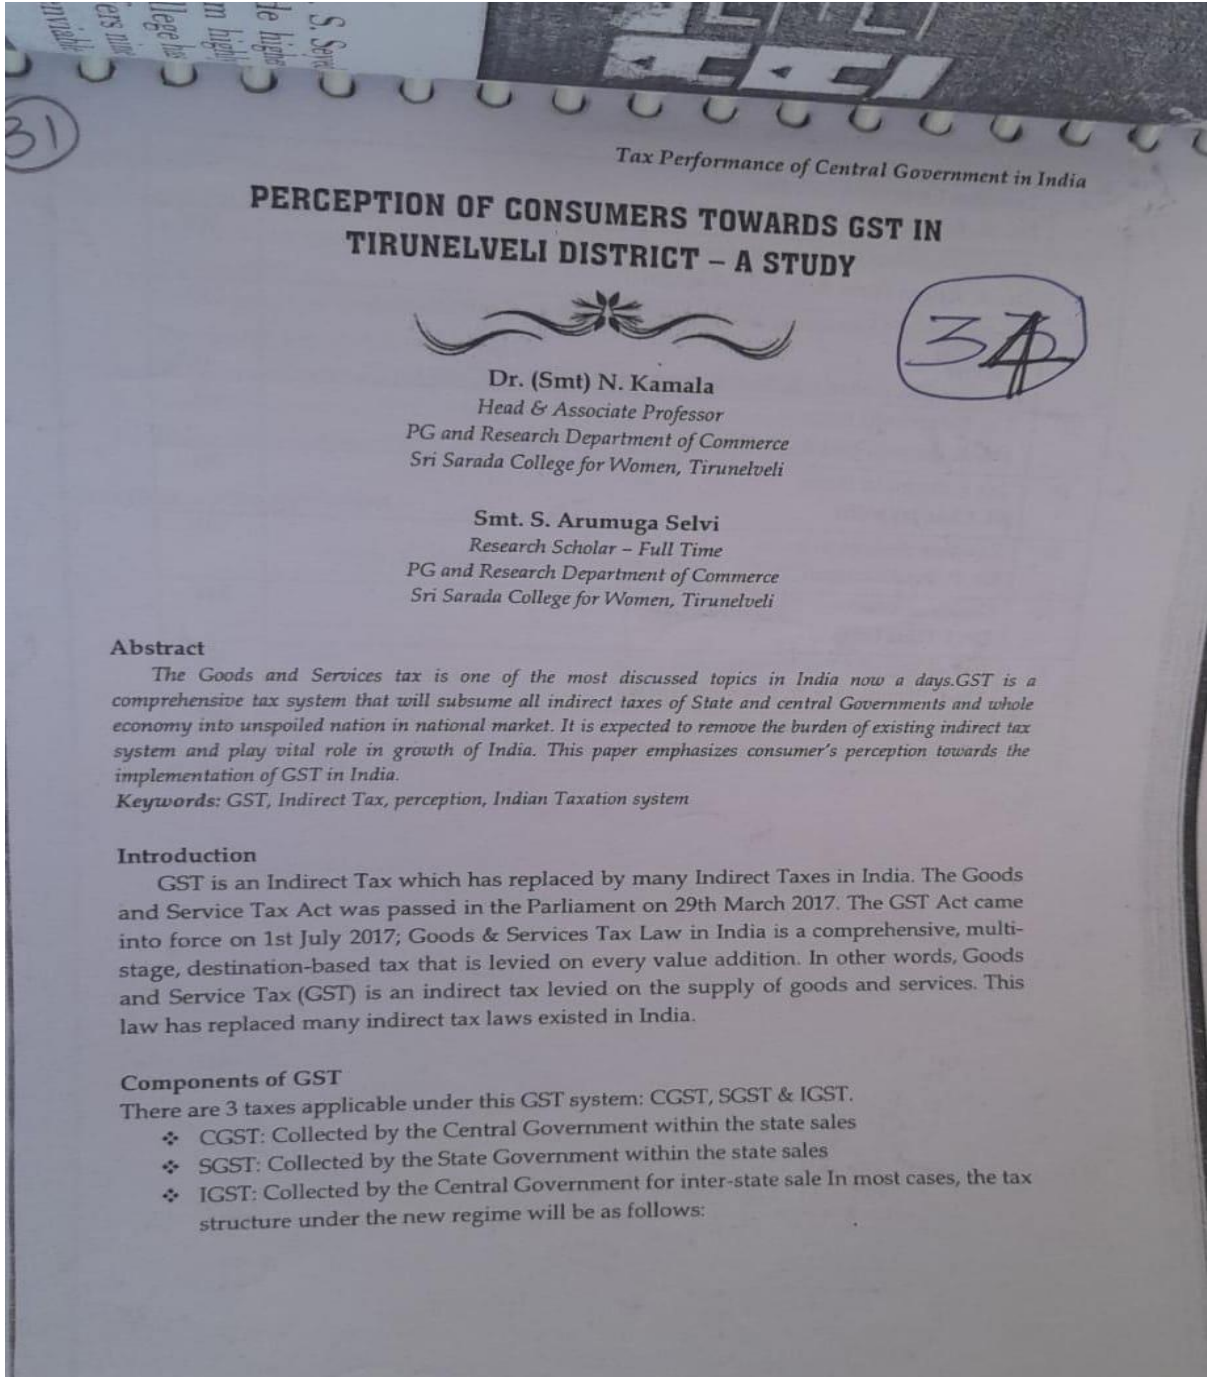 S. Selvi
de highe
m highl
llege has
ers nine
enviable
31
Tax Performance of Central Government in India
PERCEPTION OF CONSUMERS TOWARDS GST IN
TIRUNELVELI DISTRICT – A STUDY
Dr. (Smt) N. Kamala
Head & Associate Professor
PG and Research Department of Commerce
Sri Sarada College for Women, Tirunelveli
Smt. S. Arumuga Selvi
Research Scholar – Full Time
PG and Research Department of Commerce
Sri Sarada College for Women, Tirunelveli
Abstract
The Goods and Services tax is one of the most discussed topics in India now a days.GST is a
comprehensive tax system that will subsume all indirect taxes of State and central Governments and whole
economy into unspoiled nation in national market. It is expected to remove the burden of existing indirect tax
system and play vital role in growth of India. This paper emphasizes consumer's perception towards the
implementation of GST in India.
Keywords: GST, Indirect Tax, perception, Indian Taxation system
Introduction
GST is an Indirect Tax which has replaced by many Indirect Taxes in India. The Goods
and Service Tax Act was passed in the Parliament on 29th March 2017. The GST Act came
into force on 1st July 2017; Goods & Services Tax Law in India is a comprehensive, multi-
stage, destination-based tax that is levied on every value addition. In other words, Goods
and Service Tax (GST) is an indirect tax levied on the supply of goods and services. This
law has replaced many indirect tax laws existed in India.
Components of GST
There are 3 taxes applicable under this GST system: CGST, SGST & IGST.
❖ CGST: Collected by the Central Government within the state sales
❖ SGST: Collected by the State Government within the state sales
❖ IGST: Collected by the Central Government for inter-state sale In most cases, the tax
structure under the new regime will be as follows: